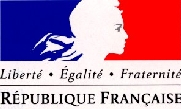 Liberté • Égalité • Fraternité
RÉPUBLIQUE FRANÇAISE